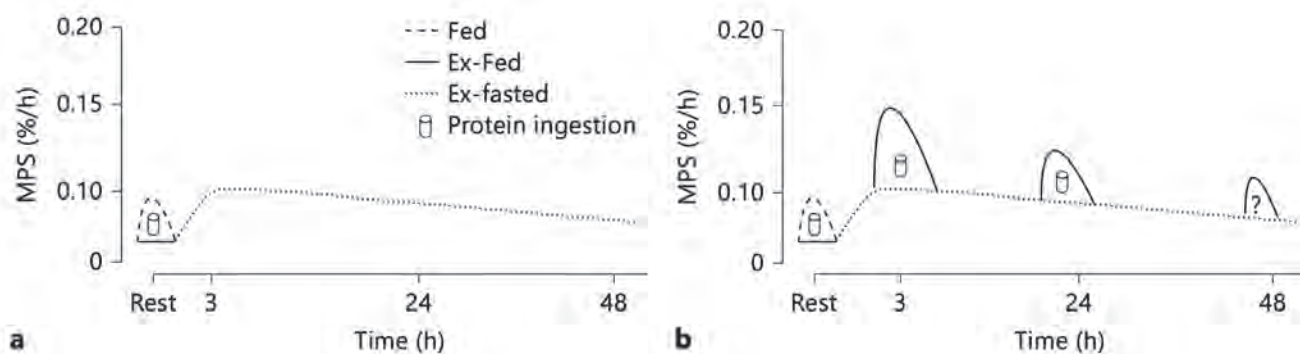 0.20
0.15
0.10
0
MPS (%/h)
Fed
Ex-Fed
Ex-fasted
Protein ingestion
Rest 3 24 48
Time (h)
a
0.20
0.15
0.10
0
MPS (%/h)
?
Rest 3 24 48
Time (h)
b